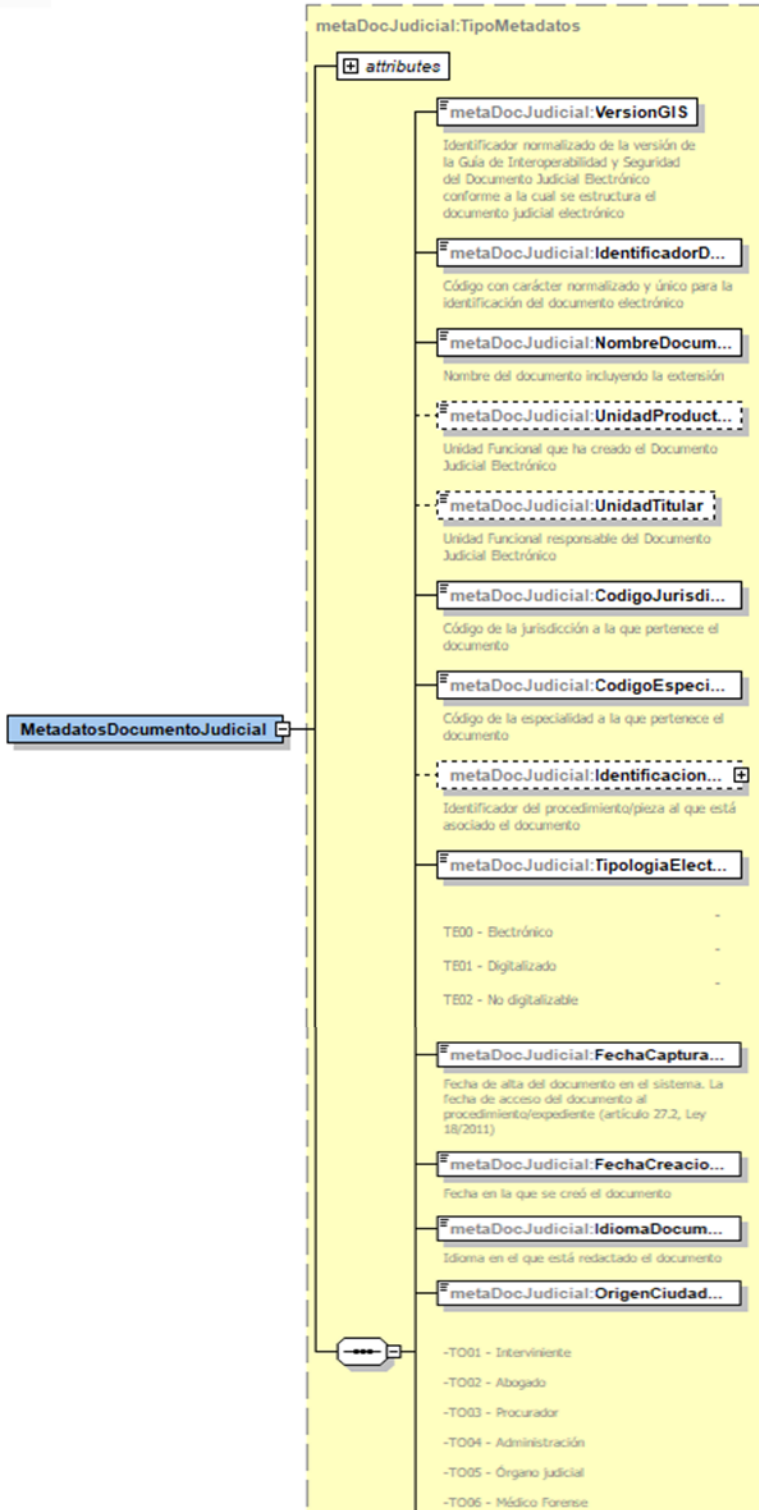 metaDocJudicial:TipoMetadatos
attributes
metaDocJudicial:VersionGIS
Identificador normalizado de la versión de
la Guía de Interoperabilidad y Seguridad
del Documento Judicial Electrónico
conforme a la cual se estructura el
documento judicial electrónico
metaDocJudicial:IdentificadorD...
Código con carácter normalizado y único para la
identificación del documento electrónico
metaDocJudicial:NombreDocum...
Nombre del documento incluyendo la extensión
metaDocJudicial:UnidadProduct...
Unidad Funcional que ha creado el Documento
Judicial Electrónico
metaDocJudicial:UnidadTitular
Unidad Funcional responsable del Documento
Judicial Electrónico
metaDocJudicial:CodigoJurisdi...
Código de la jurisdicción a la que pertenece el
documento
metaDocJudicial:CodigoEspeci...
Código de la especialidad a la que pertenece el
documento
MetadatosDocumentoJudicial
metaDocJudicial:Identificacion...
Identificador del procedimiento/pieza al que está
asociado el documento
metaDocJudicial:TipologiaElect...
-
TE00 - Electrónico
-
TE01 - Digitalizado
-
TE02 - No digitalizable
metaDocJudicial:FechaCaptura...
Fecha de alta del documento en el sistema. La
fecha de acceso del documento al
procedimiento/expediente (artículo 27.2, Ley
18/2011)
metaDocJudicial:FechaCreacio...
Fecha en la que se creó el documento
metaDocJudicial:IdiomaDocum...
Idioma en el que está redactado el documento
metaDocJudicial:OrigenCiudad...
-TO01 - Interviniente
-TO02 - Abogado
-TO03 - Procurador
-TO04 - Administración
-TO05 - Órgano judicial
-TO06 - Médico Forense